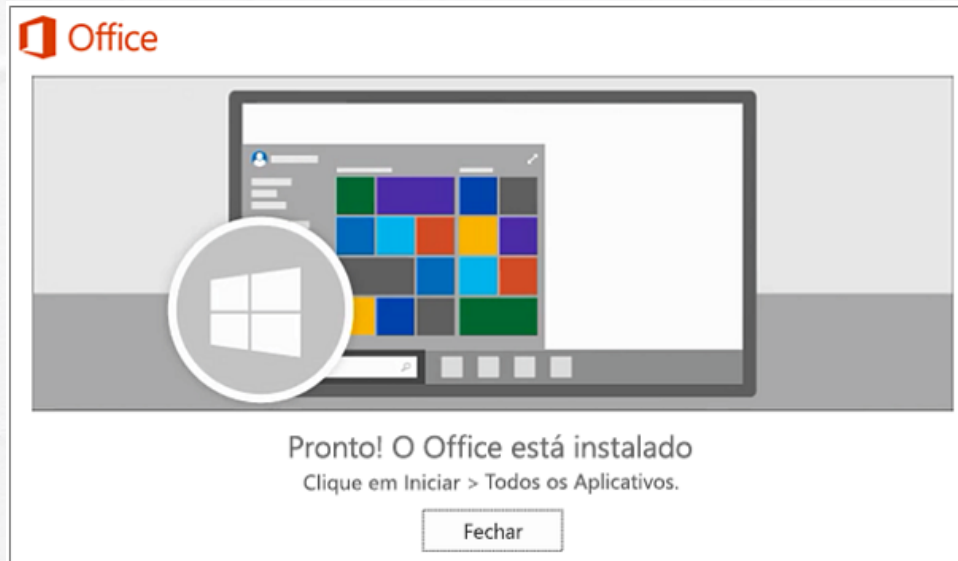 Office
Pronto! O Office está instalado
Clique em Iniciar > Todos os Aplicativos.
Fechar